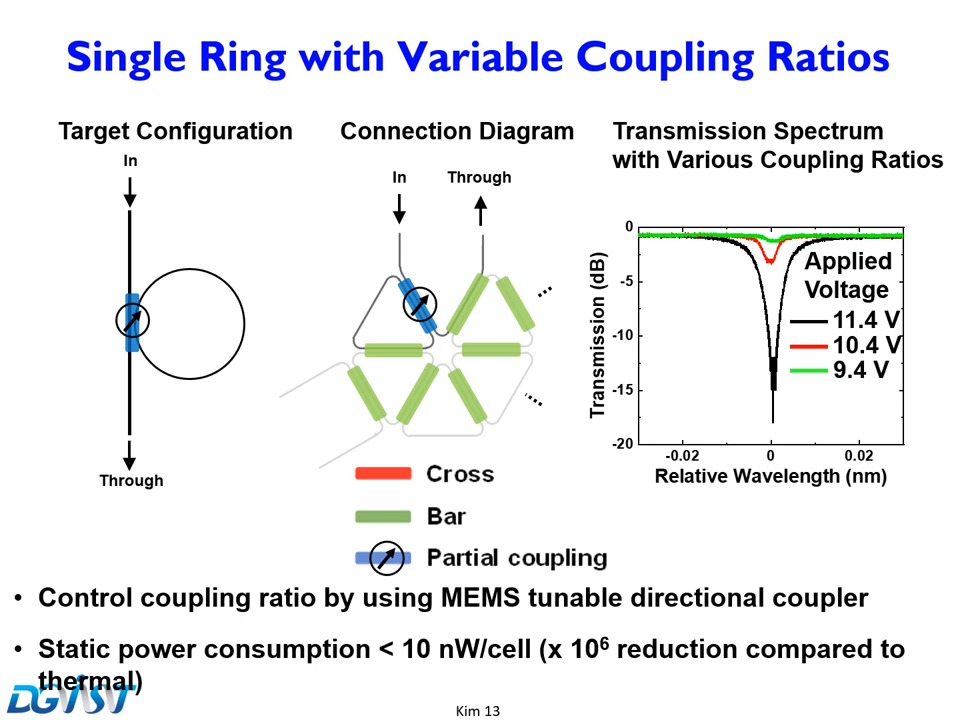 Single Ring with Variable Coupling Ratios
Target Configuration
In
Through
Connection Diagram
In
Through
Cross
Bar
Partial coupling
Transmission Spectrum
with Various Coupling Ratios
Transmission (dB)
0
-5
-10
-15
-20
-0.02
0
0.02
Relative Wavelength (nm)
Applied
Voltage
11.4 V
10.4 V
9.4 V
• Control coupling ratio by using MEMS tunable directional coupler
• Static power consumption < 10 nW/cell (x 10⁶ reduction compared to
thermal)
DGIST
Kim 13